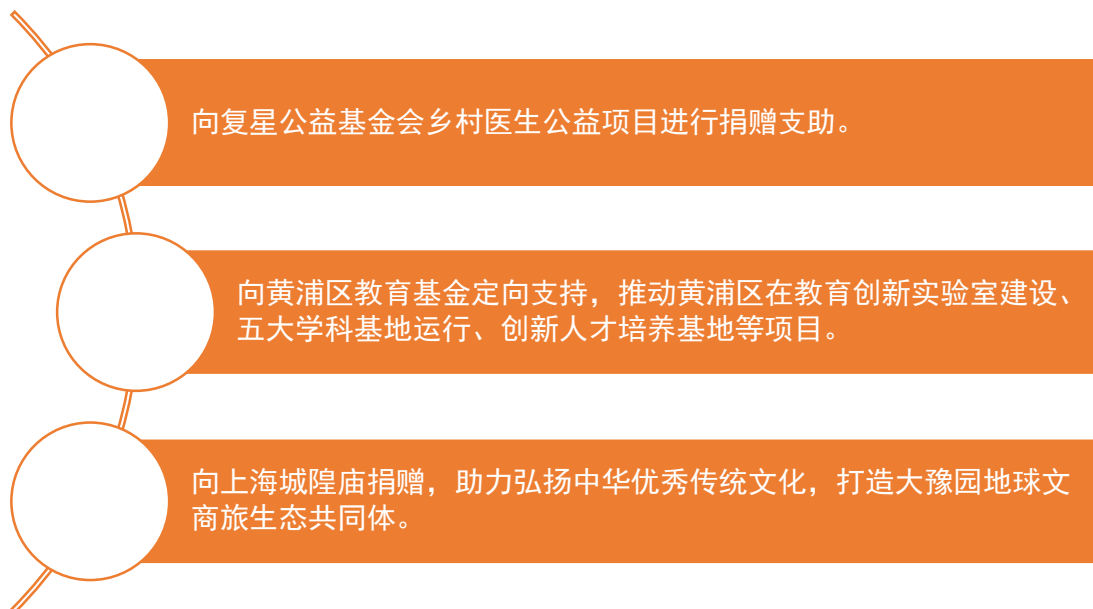 向复星公益基金会乡村医生公益项目进行捐赠支助。
向黄浦区教育基金定向支持，推动黄浦区在教育创新实验室建设、
五大学科基地运行、创新人才培养基地等项目。
向上海城隍庙捐赠，助力弘扬中华优秀传统文化，打造大豫园地球文
商旅生态共同体。